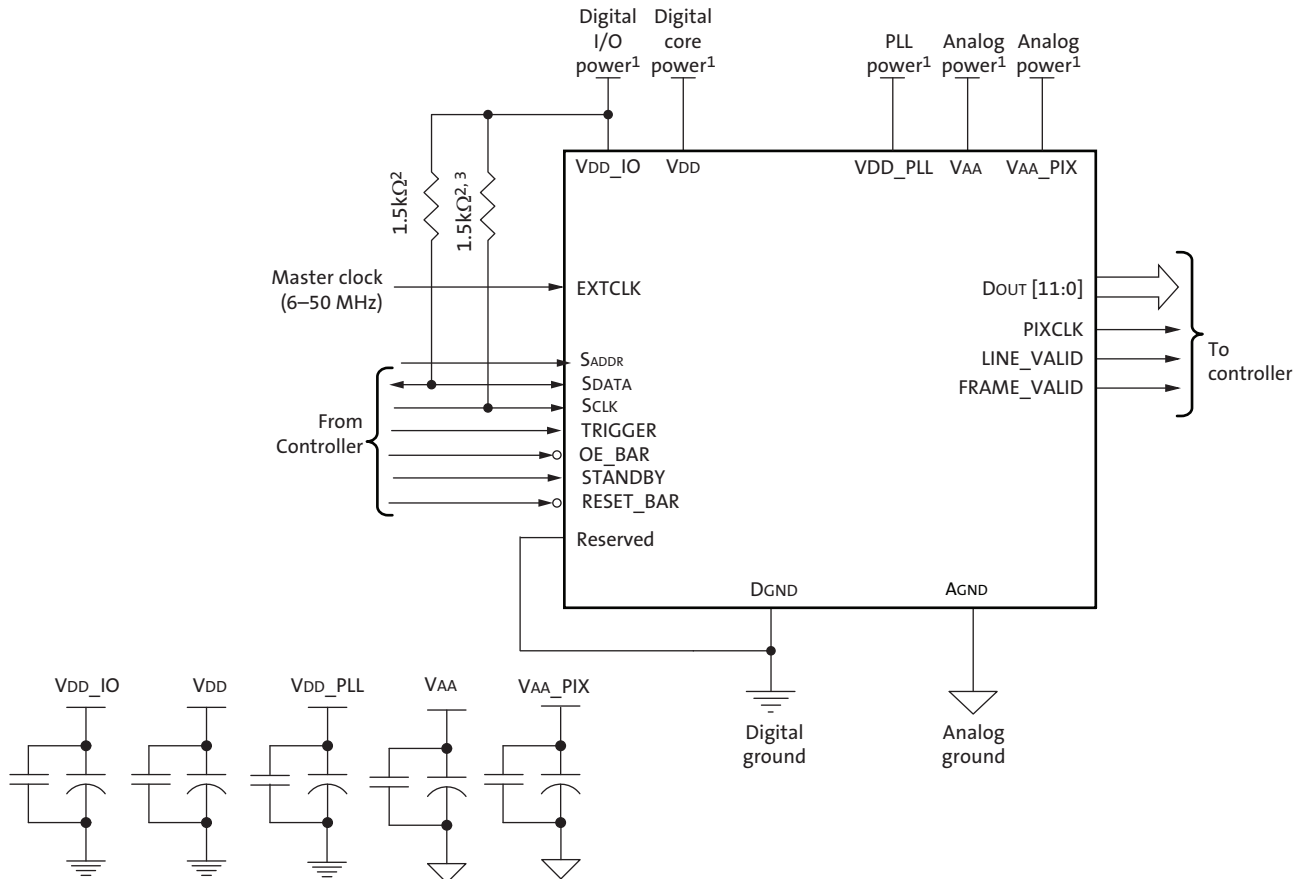 Digital
I/O
power1
Digital
core
power1
PLL
power1
Analog
power1
Analog
power1
VDD_IO
VDD
VDD_PLL
VAA
VAA_PIX
1.5kΩ2
1.5kΩ2, 3
Master clock
(6–50 MHz)
EXTCLK
DOUT [11:0]
PIXCLK
LINE_VALID
FRAME_VALID
To
controller
SADDR
SDATA
SCLK
TRIGGER
OE_BAR
STANDBY
RESET_BAR
From
Controller
Reserved
DGND
AGND
Digital
ground
Analog
ground
VDD_IO
VDD
VDD_PLL
VAA
VAA_PIX